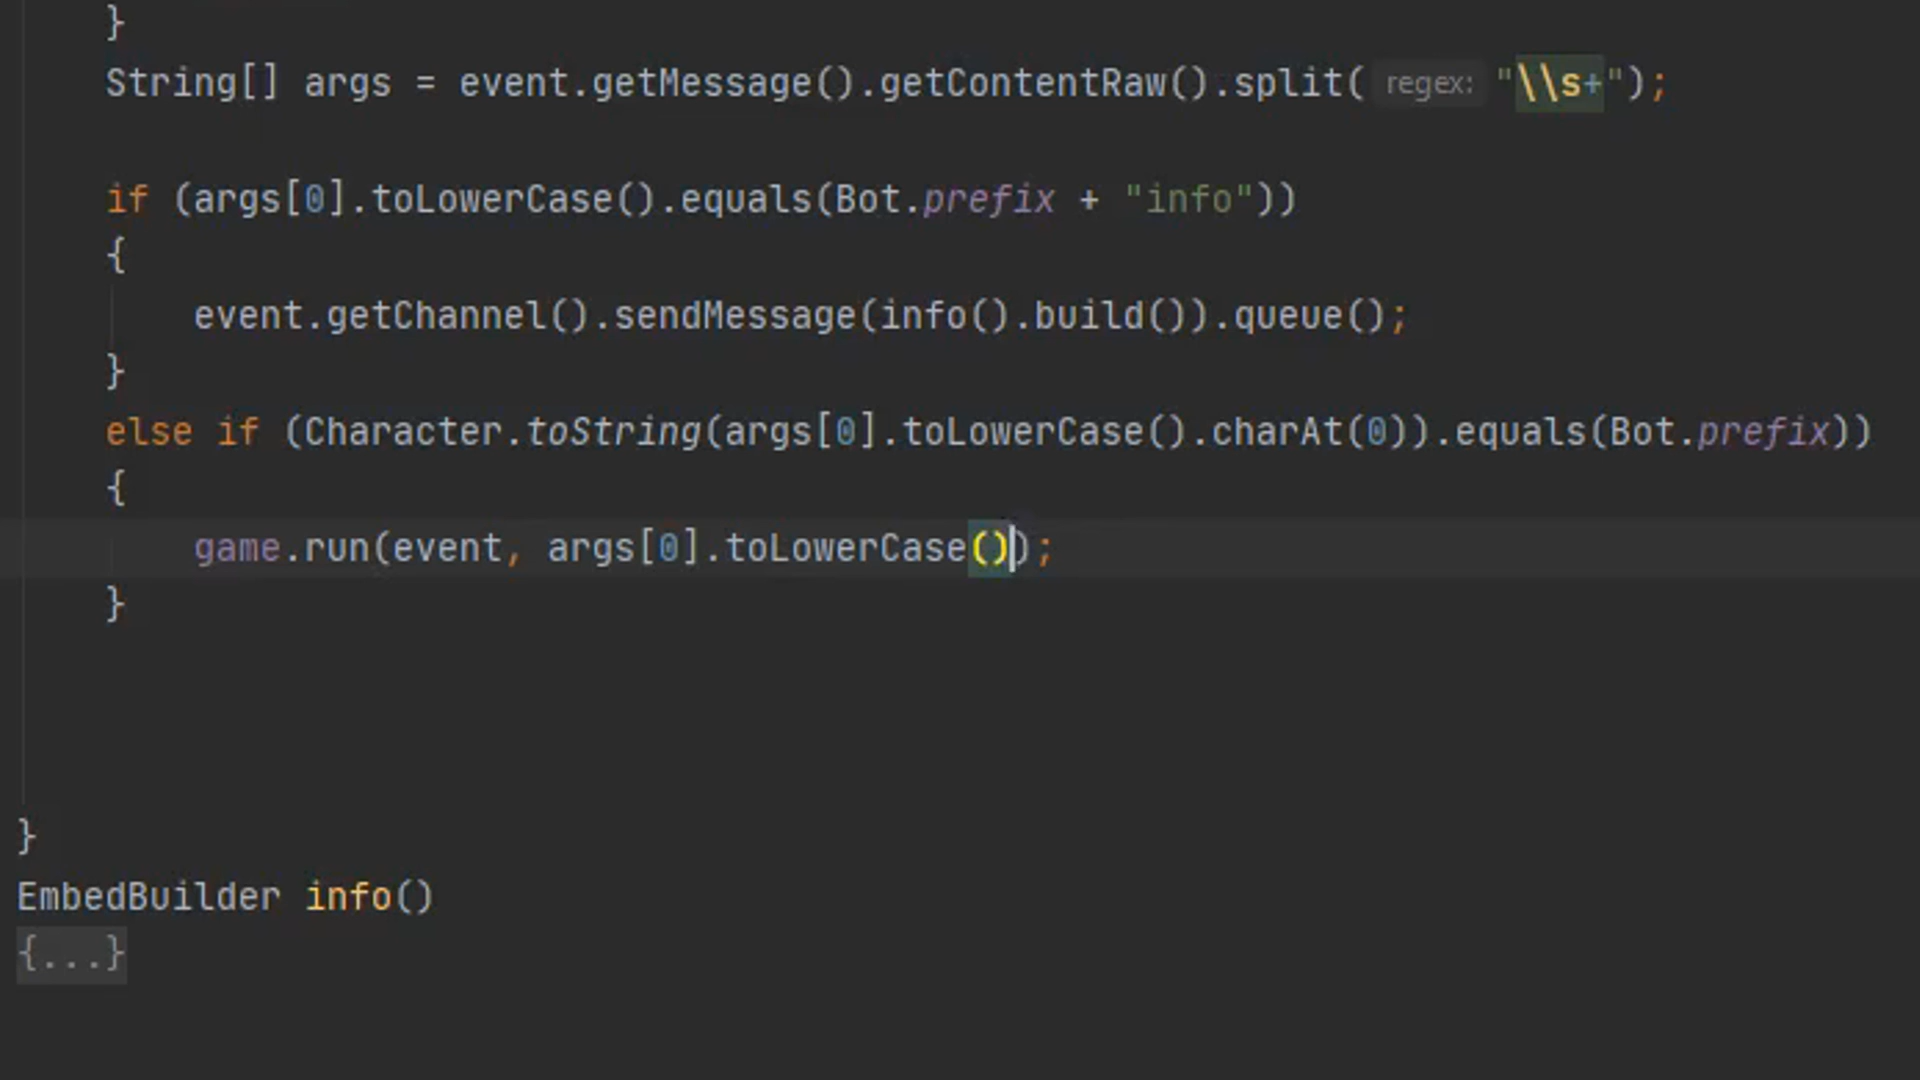 }
String[] args = event.getMessage().getContentRaw().split( regex: "\\s+");
if (args[0].toLowerCase().equals(Bot.prefix + "info"))
{
event.getChannel().sendMessage(info().build()).queue();
}
else if (Character.toString(args[0].toLowerCase().charAt(0)).equals(Bot.prefix))
{
game.run(event, args[0].toLowerCase());
}
}
EmbedBuilder info()
{...}